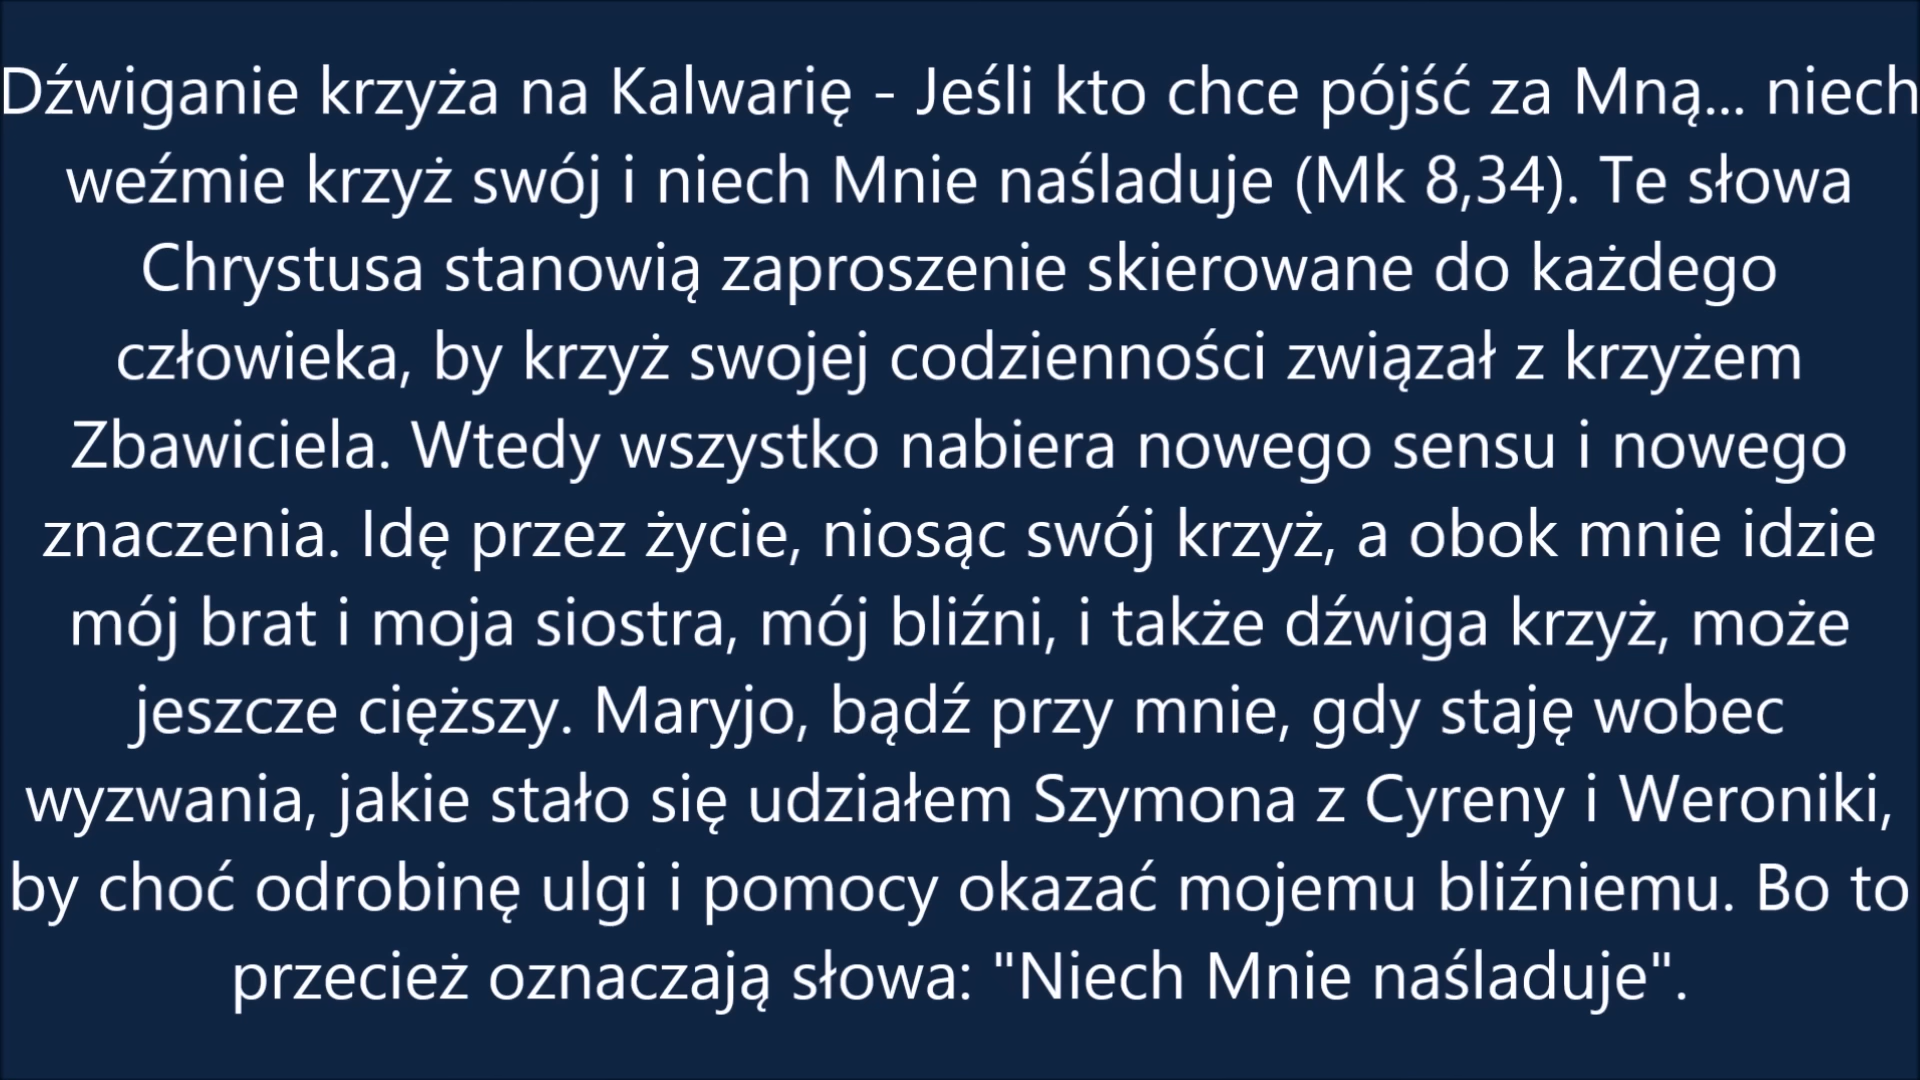 Dźwiganie krzyża na Kalwarię - Jeśli kto chce pójść za Mną... niech
weźmie krzyż swój i niech Mnie naśladuje (Mk 8,34). Te słowa
Chrystusa stanowią zaproszenie skierowane do każdego
człowieka, by krzyż swojej codzienności związał z krzyżem
Zbawiciela. Wtedy wszystko nabiera nowego sensu i nowego
znaczenia. Idę przez życie, niosąc swój krzyż, a obok mnie idzie
mój brat i moja siostra, mój bliźni, i także dźwiga krzyż, może
jeszcze cięższy. Maryjo, bądź przy mnie, gdy staję wobec
wyzwania, jakie stało się udziałem Szymona z Cyreny i Weroniki,
by choć odrobinę ulgi i pomocy okazać mojemu bliźniemu. Bo to
przecież oznaczają słowa: "Niech Mnie naśladuje".